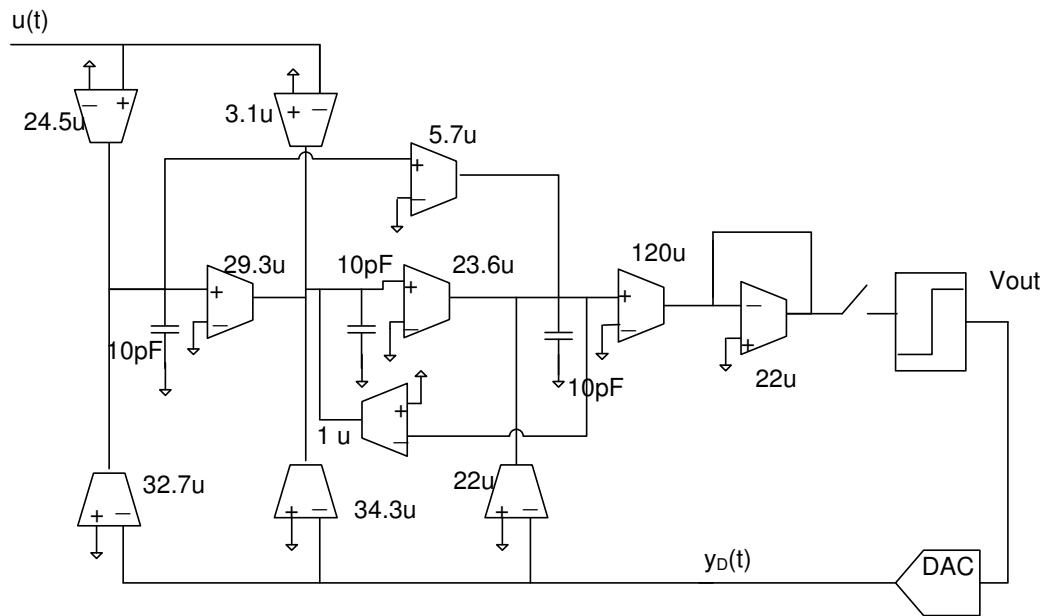 u(t)
24.5u
3.1u
5.7u
29.3u
10pF
23.6u
120u
Vout
10pF
10pF
22u
1 u
32.7u
34.3u
22u
yD(t)
DAC